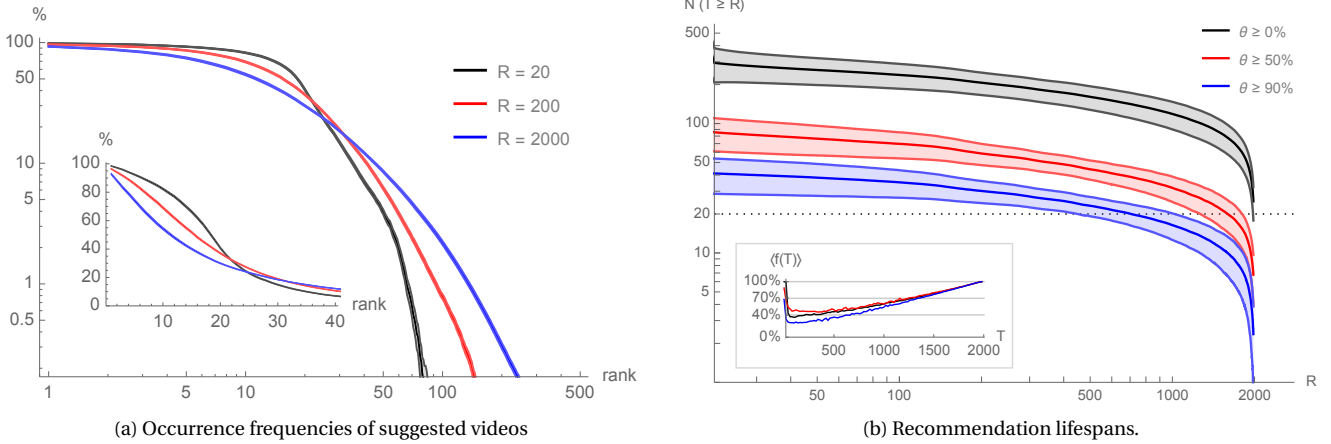 %
100
50
10
5
1
0.5
R = 20
R = 200
R = 2000
%
100
80
60
40
20
0
10 20 30 40
rank
1 5 10 50 100 500
rank
(a) Occurrence frequencies of suggested videos
N (T ≥ R)
500
100
50
20
10
5
θ ≥ 0%
θ ≥ 50%
θ ≥ 90%
⟨f(T)⟩
100%
70%
40%
0%
500 1000 1500 2000
T
50 100 500 1000 2000
R
(b) Recommendation lifespans.